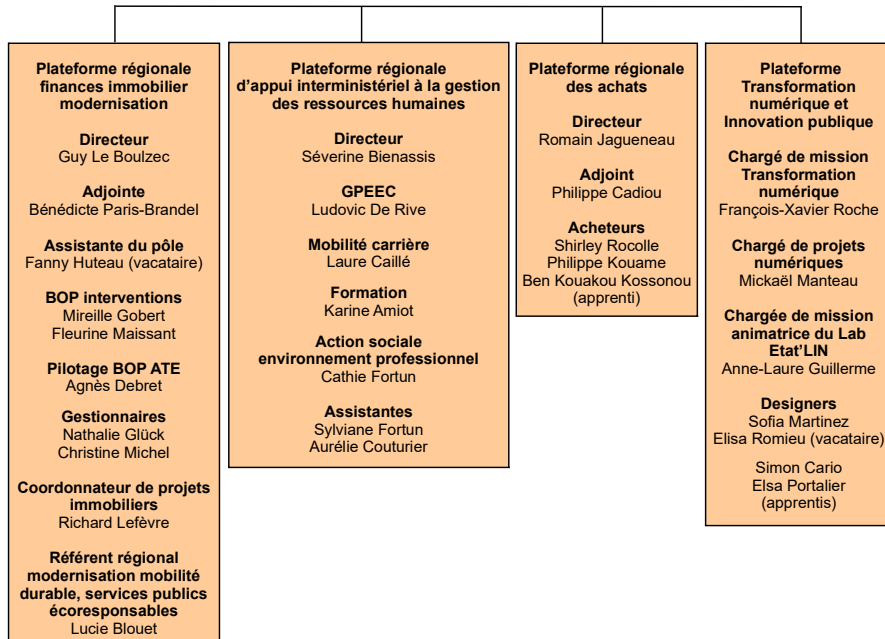 Plateforme régionale
finances immobilier
modernisation
Directeur
Guy Le Boulzec
Adjointe
Bénédicte Paris-Brandel
Assistante du pôle
Fanny Huteau (vacataire)
BOP interventions
Mireille Gobert
Fleurine Maissant
Pilotage BOP ATE
Agnès Debret
Gestionnaires
Nathalie Glück
Christine Michel
Coordonnateur de projets
immobiliers
Richard Lefèvre
Référent régional
modernisation mobilité
durable, services publics
écoresponsables
Lucie Blouet
Plateforme régionale
d'appui interministériel à la gestion
des ressources humaines
Directeur
Séverine Bienassis
GPEEC
Ludovic De Rive
Mobilité carrière
Laure Caillé
Formation
Karine Amiot
Action sociale
environnement professionnel
Cathie Fortun
Assistantes
Sylviane Fortun
Aurélie Couturier
Plateforme régionale
des achats
Directeur
Romain Jagueneau
Adjoint
Philippe Cadiou
Acheteurs
Shirley Rocolle
Philippe Kouame
Ben Kouakou Kossonou
(apprenti)
Plateforme
Transformation
numérique et
Innovation publique
Chargé de mission
Transformation
numérique
François-Xavier Roche
Chargé de projets
numériques
Mickaël Manteau
Chargée de mission
animatrice du Lab
Etat'LIN
Anne-Laure Guillerme
Designers
Sofia Martinez
Elisa Romieu (vacataire)
Simon Cario
Elsa Portalier
(apprentis)